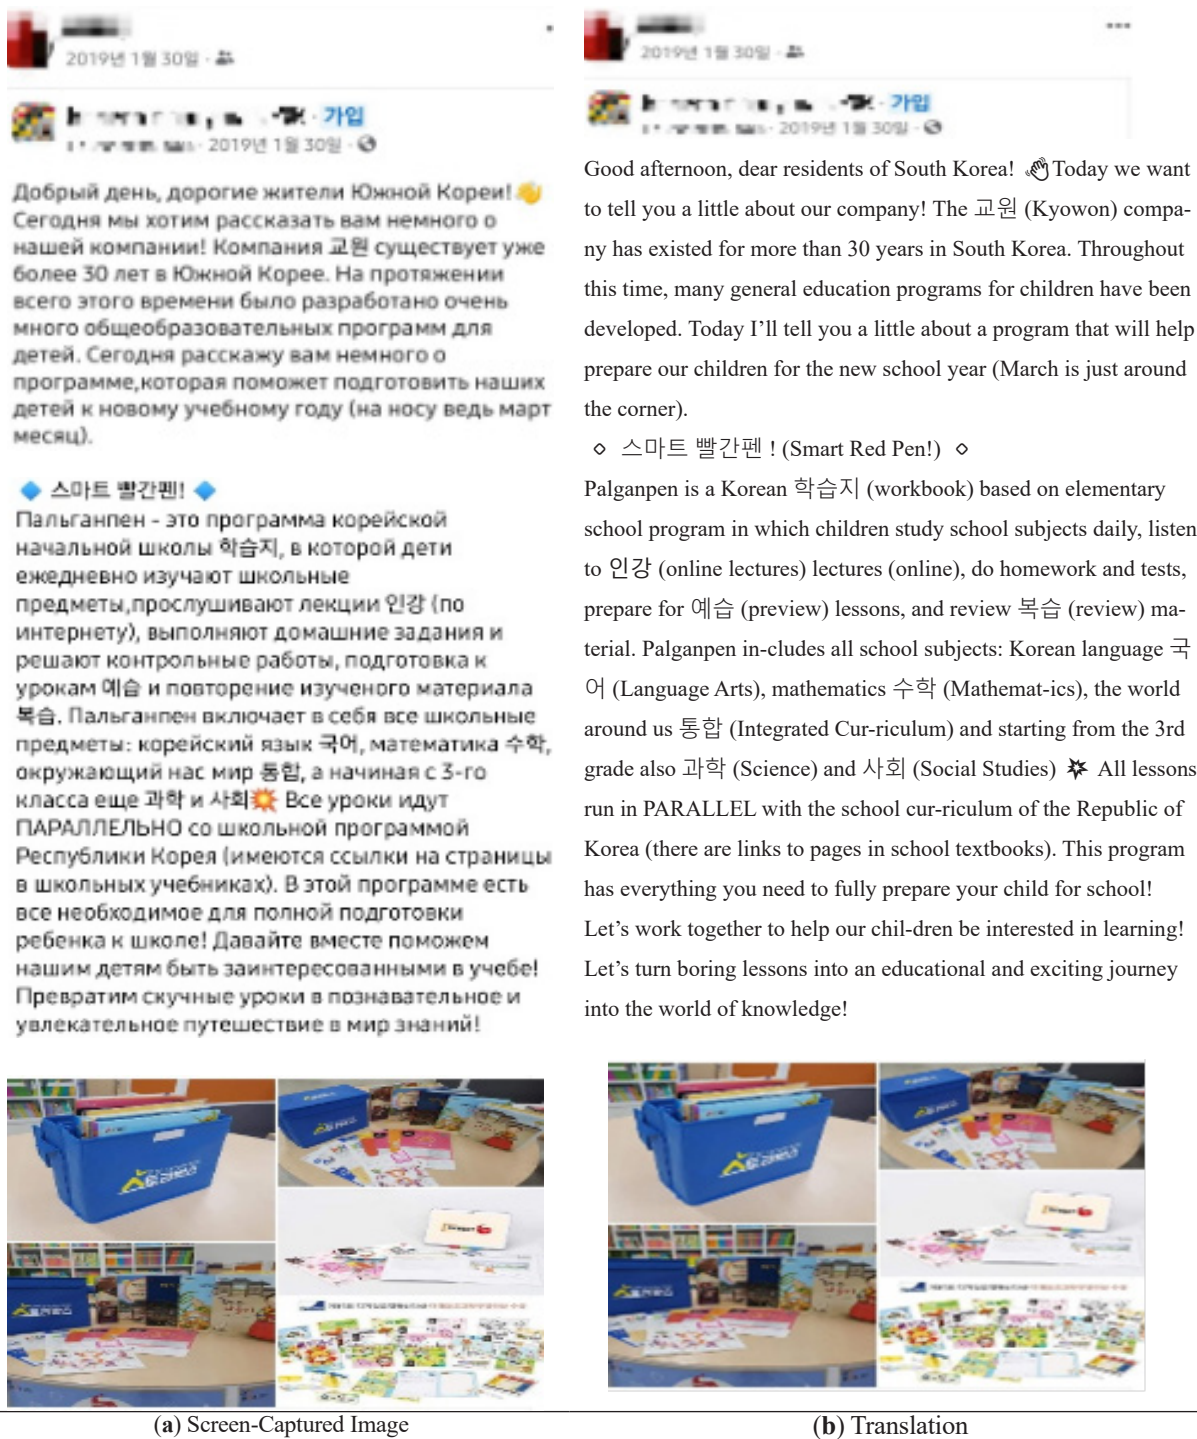 2019년 1월 30일
가입
2019년 1월 30일
Добрый день, дорогие жители Южной Кореи!👋
Сегодня мы хотим рассказать вам немного о
нашей компании! Компания 교원 существует уже
более 30 лет в Южной Корее. На протяжении
всего этого времени было разработано очень
много общеобразовательных программ для
детей. Сегодня расскажу вам немного о
программе,которая поможет подготовить наших
детей к новому учебному году (на носу ведь март
месяц).
🔷 스마트 빨간펜! 🔷
Пальганпен - это программа корейской
начальной школы 학습지, в которой дети
ежедневно изучают школьные
предметы,прослушивают лекции 인강 (по
интернету), выполняют домашние задания и
решают контрольные работы, подготовка к
урокам 예습 и повторение изученого материала
복습. Пальганпен включает в себя все школьные
предметы: корейский язык 국어, математика 수학,
окружающий нас мир 통합, а начиная с 3-го
класса еще 과학 и 사회💥 Все уроки идут
ПАРАЛЛЕЛЬНО со школьной программой
Республики Корея (имеются ссылки на страницы
в школьных учебниках). В этой программе есть
все необходимое для полной подготовки
ребенка к школе! Давайте вместе поможем
нашим детям быть заинтересованными в учебе!
Превратим скучные уроки в познавательное и
увлекательное путешествие в мир знаний!
(a) Screen-Captured Image
2019년 1월 30일
가입
2019년 1월 30일
Good afternoon, dear residents of South Korea! 👋Today we want
to tell you a little about our company! The 교원 (Kyowon) compa-
ny has existed for more than 30 years in South Korea. Throughout
this time, many general education programs for children have been
developed. Today I'll tell you a little about a program that will help
prepare our children for the new school year (March is just around
the corner).
⋄ 스마트 빨간펜 ! (Smart Red Pen!) ⋄
Palganpen is a Korean 학습지 (workbook) based on elementary
school program in which children study school subjects daily, listen
to 인강 (online lectures) lectures (online), do homework and tests,
prepare for 예습 (preview) lessons, and review 복습 (review) ma-
terial. Palganpen in-cludes all school subjects: Korean language 국
어 (Language Arts), mathematics 수학 (Mathemat-ics), the world
around us 통합 (Integrated Cur-riculum) and starting from the 3rd
grade also 과학 (Science) and 사회 (Social Studies) 💥 All lessons
run in PARALLEL with the school cur-riculum of the Republic of
Korea (there are links to pages in school textbooks). This program
has everything you need to fully prepare your child for school!
Let's work together to help our chil-dren be interested in learning!
Let's turn boring lessons into an educational and exciting journey
into the world of knowledge!
(b) Translation